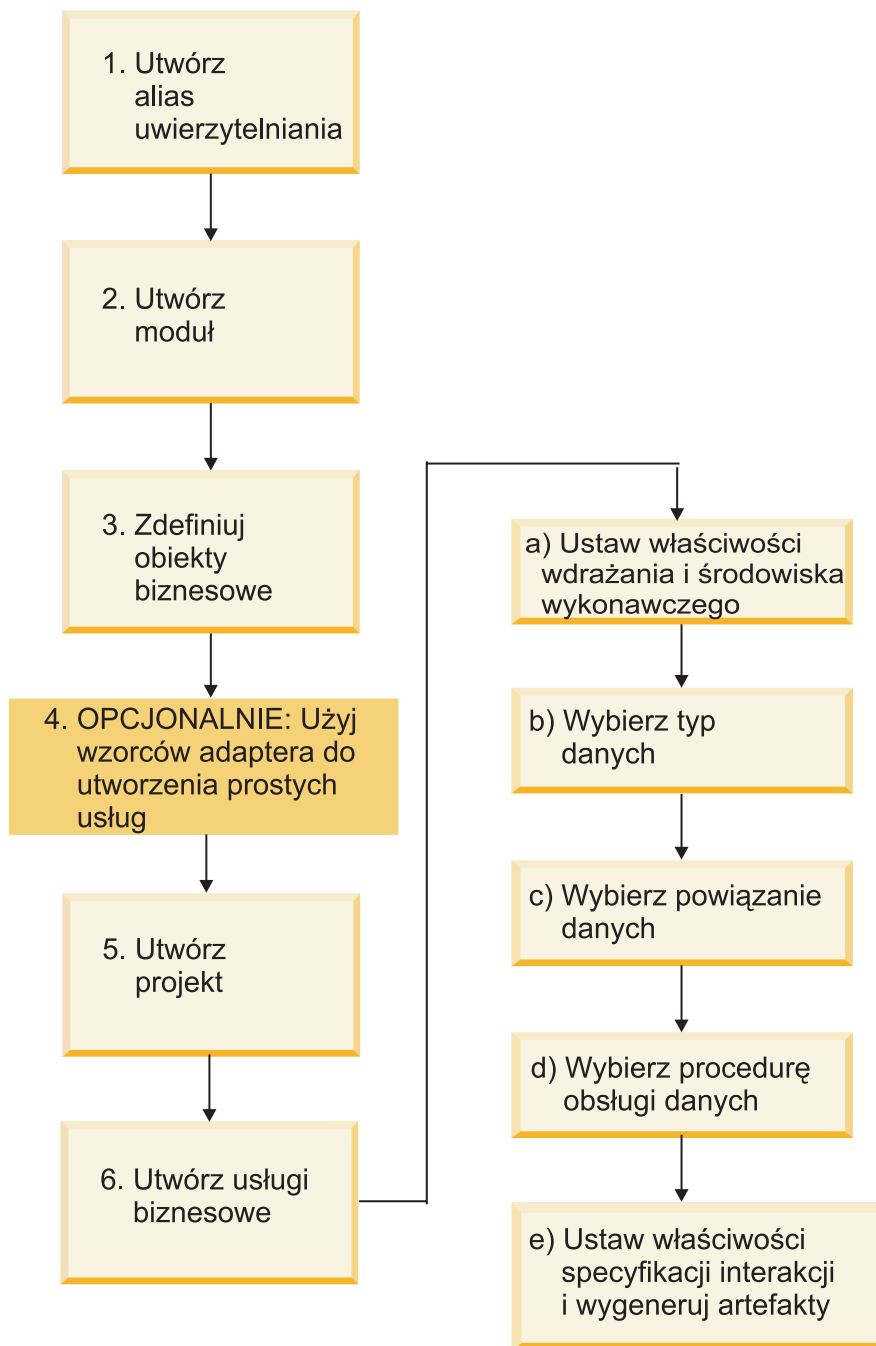 1. Utwórz
alias
uwierzytelniania
2. Utwórz
moduł
3. Zdefiniuj
obiekty
biznesowe
4. OPCJONALNIE: Użyj
wzorców adaptera do
utworzenia prostych
usług
5. Utwórz
projekt
6. Utwórz usługi
biznesowe
a) Ustaw właściwości
wdrażania i środowiska
wykonawczego
b) Wybierz typ
danych
c) Wybierz powiązanie
danych
d) Wybierz procedurę
obsługi danych
e) Ustaw właściwości
specyfikacji interakcji
i wygeneruj artefakty